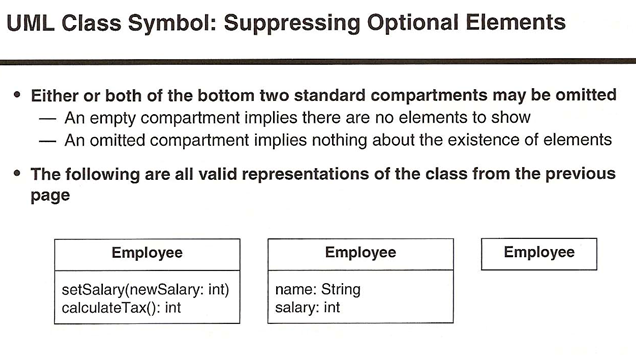 UML Class Symbol: Suppressing Optional Elements
• Either or both of the bottom two standard compartments may be omitted
— An empty compartment implies there are no elements to show
— An omitted compartment implies nothing about the existence of elements
• The following are all valid representations of the class from the previous
page
Employee
setSalary(newSalary: int)
calculateTax(): int
Employee
name: String
salary: int
Employee